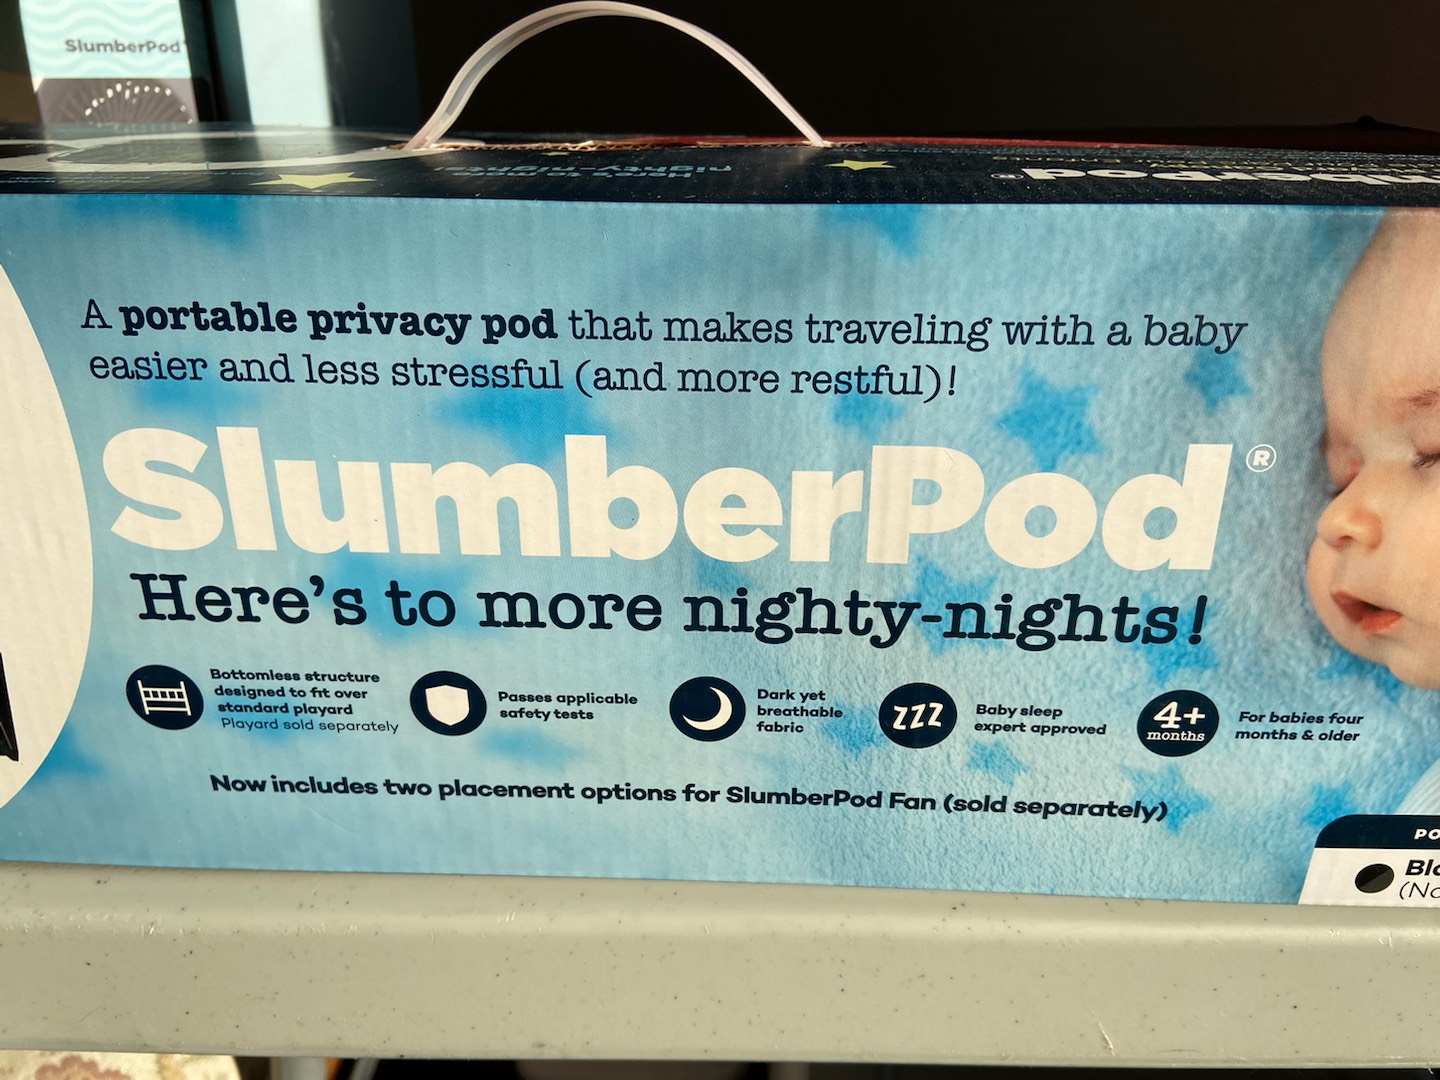 SlumberPod
nighty-nights!
A portable privacy pod that makes traveling with a baby
easier and less stressful (and more restful)!
SlumberPod®
Here's to more nighty-nights!
Bottomless structure
designed to fit over
standard playard
Playard sold separately
Passes applicable
safety tests
Dark yet
breathable
fabric
zzz
Baby sleep
expert approved
4+
months
For babies four
months & older
Now includes two placement options for SlumberPod Fan (sold separately)